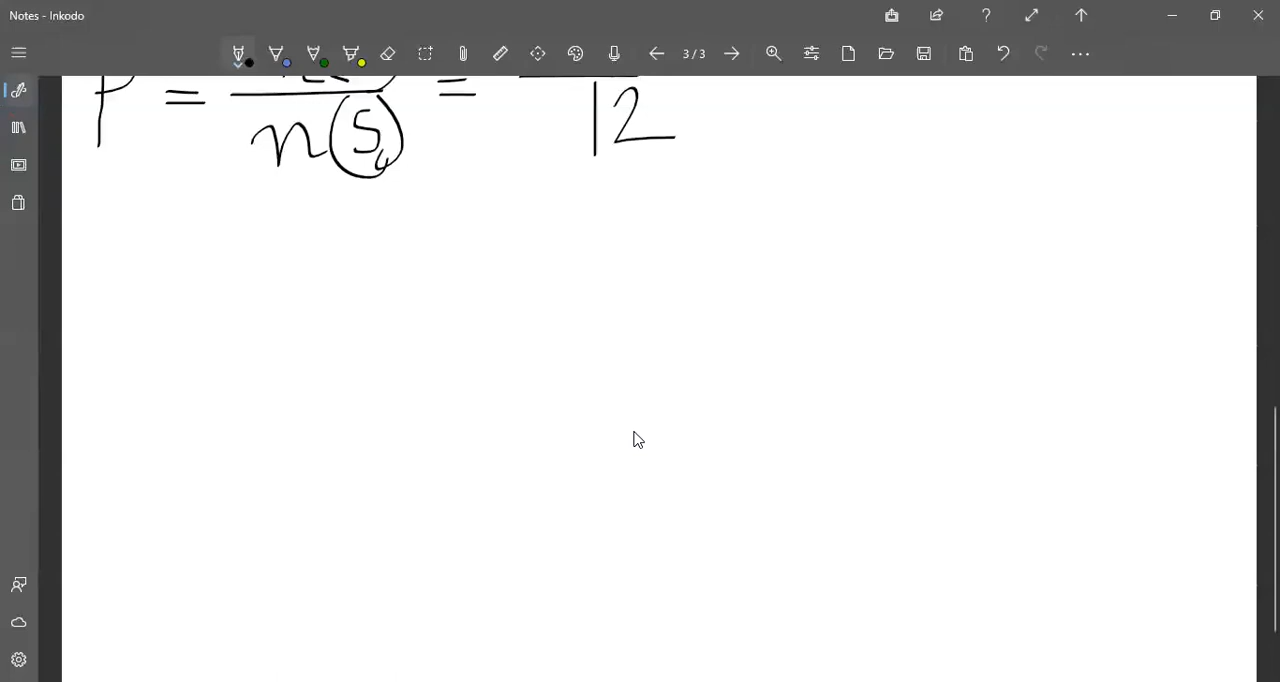 Notes - Inkodo
3/3
P = =
n(S) 12